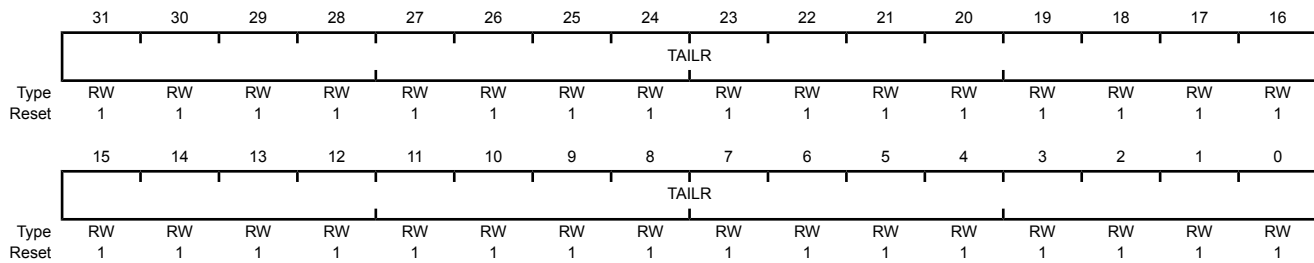 31 30 29 28 27 26 25 24 23 22 21 20 19 18 17 16
TAILR
Type RW RW RW RW RW RW RW RW RW RW RW RW RW RW RW RW
Reset 1 1 1 1 1 1 1 1 1 1 1 1 1 1 1 1
15 14 13 12 11 10 9 8 7 6 5 4 3 2 1 0
TAILR
Type RW RW RW RW RW RW RW RW RW RW RW RW RW RW RW RW
Reset 1 1 1 1 1 1 1 1 1 1 1 1 1 1 1 1